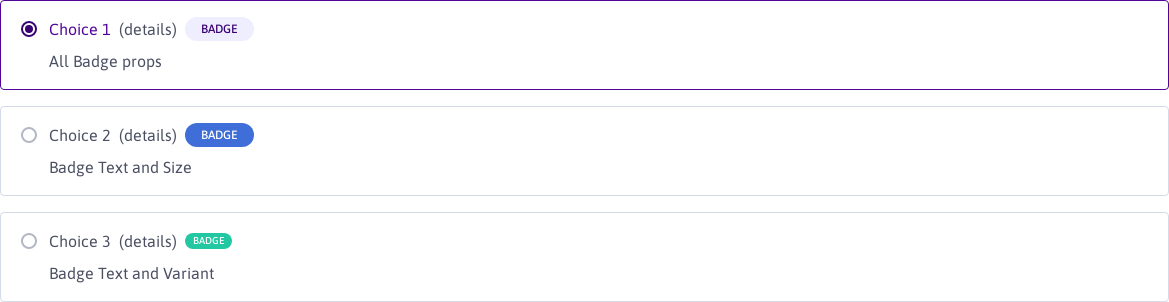 Choice 1 (details) BADGE
All Badge props
Choice 2 (details) BADGE
Badge Text and Size
Choice 3 (details) BADGE
Badge Text and Variant